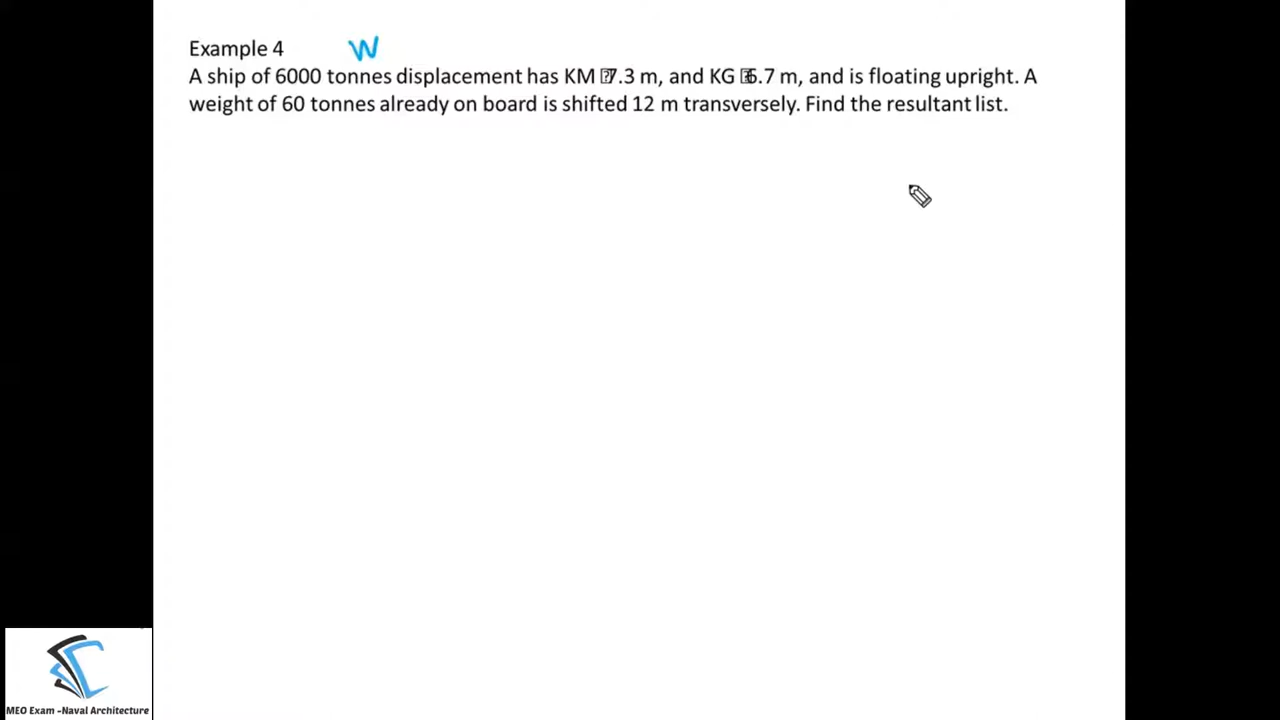 Example 4 W
A ship of 6000 tonnes displacement has KM 7.3 m, and KG 6.7 m, and is floating upright. A
weight of 60 tonnes already on board is shifted 12 m transversely. Find the resultant list.
MEO Exam -Naval Architecture